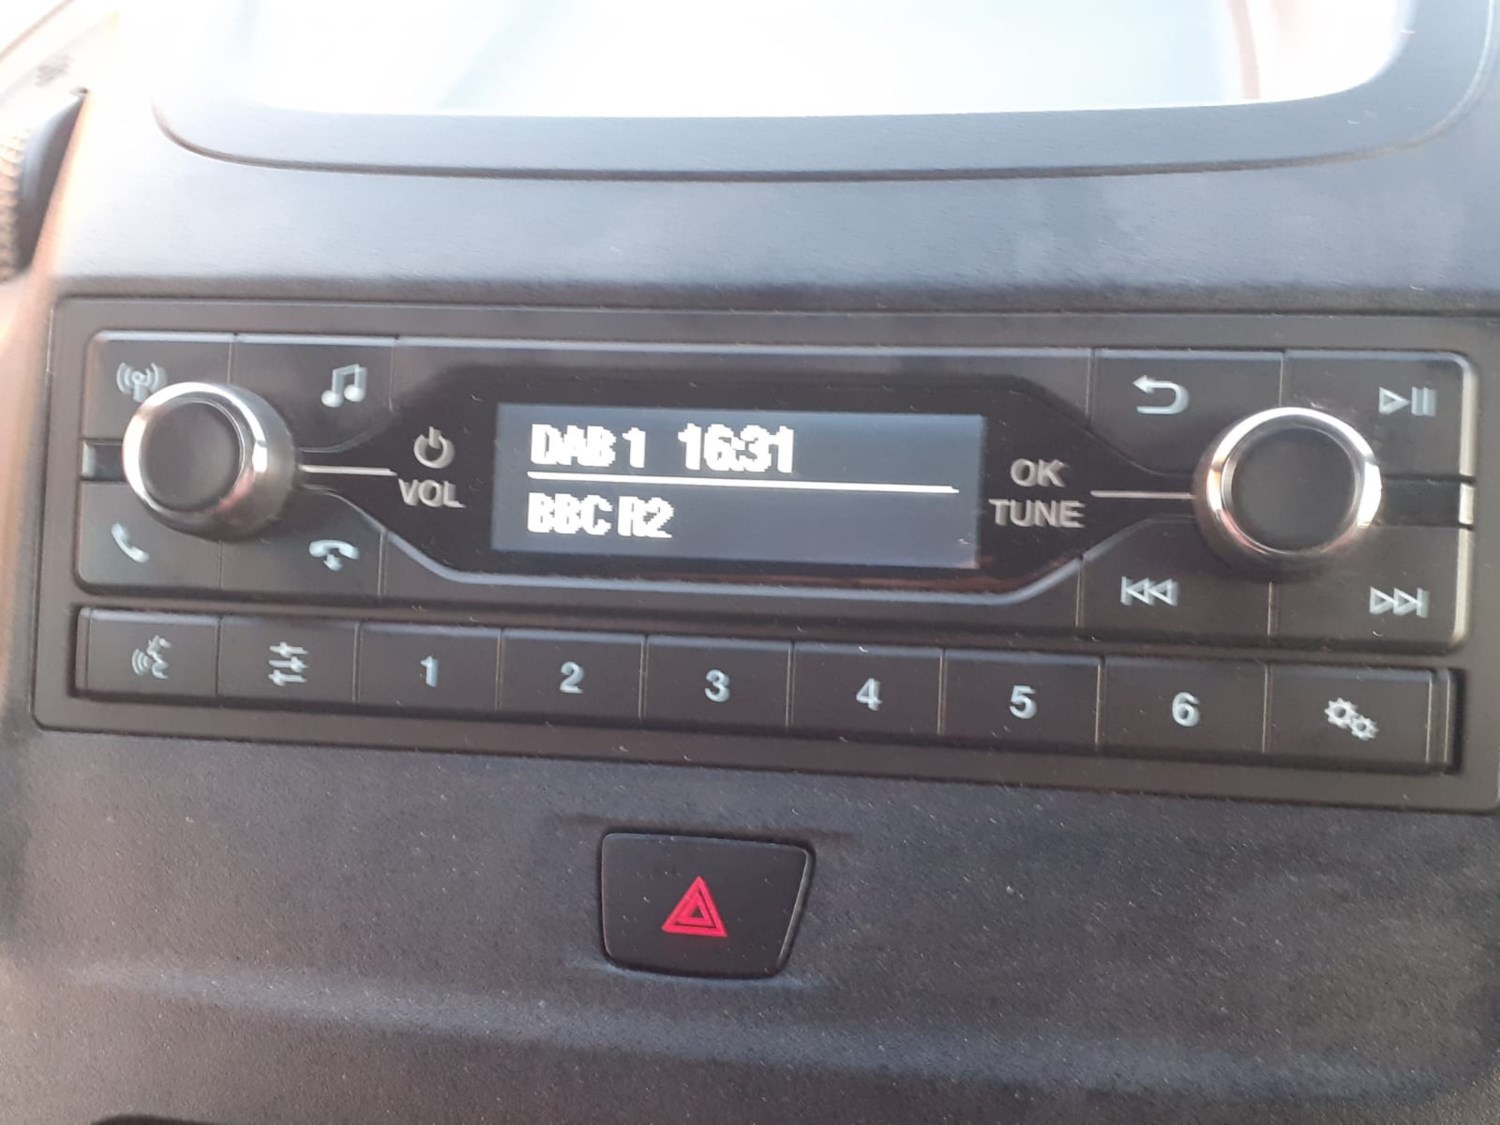 DAB 1 16:31
BBC R2
VOL
OK
TUNE
1 2 3 4 5 6